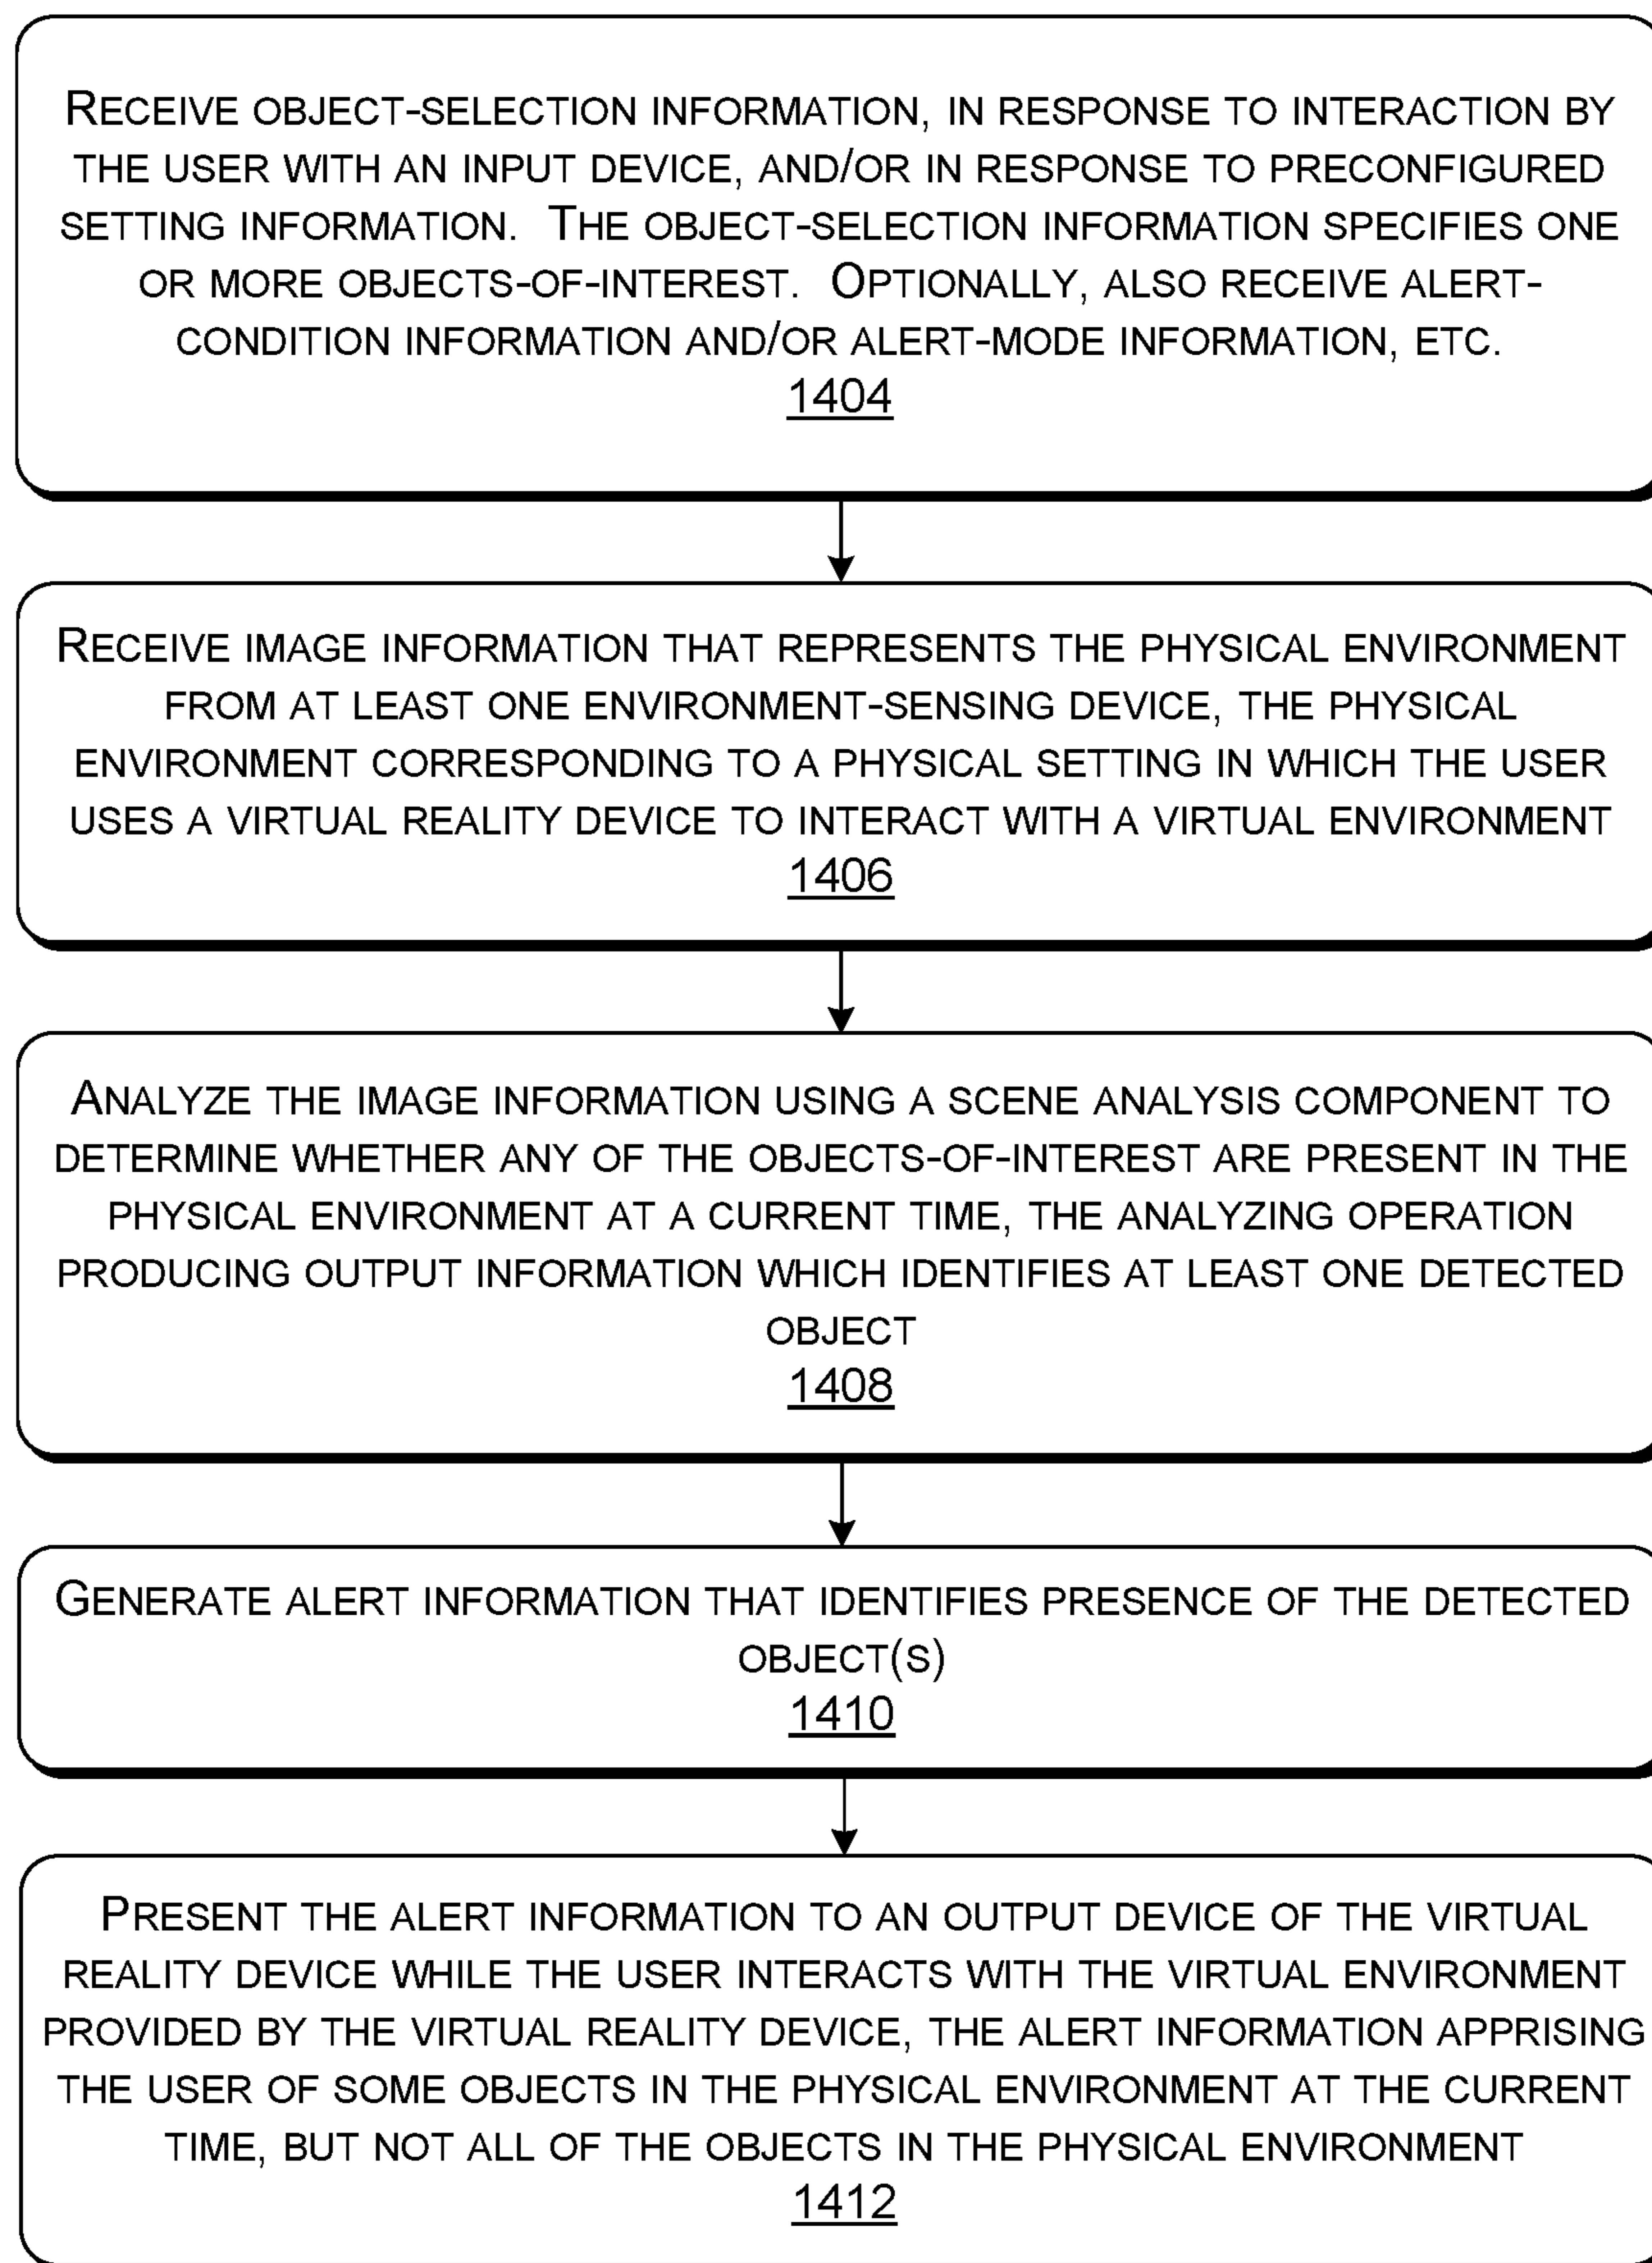 RECEIVE OBJECT-SELECTION INFORMATION, IN RESPONSE TO INTERACTION BY
THE USER WITH AN INPUT DEVICE, AND/OR IN RESPONSE TO PRECONFIGURED
SETTING INFORMATION. THE OBJECT-SELECTION INFORMATION SPECIFIES ONE
OR MORE OBJECTS-OF-INTEREST. OPTIONALLY, ALSO RECEIVE ALERT-
CONDITION INFORMATION AND/OR ALERT-MODE INFORMATION, ETC.
1404
RECEIVE IMAGE INFORMATION THAT REPRESENTS THE PHYSICAL ENVIRONMENT
FROM AT LEAST ONE ENVIRONMENT-SENSING DEVICE, THE PHYSICAL
ENVIRONMENT CORRESPONDING TO A PHYSICAL SETTING IN WHICH THE USER
USES A VIRTUAL REALITY DEVICE TO INTERACT WITH A VIRTUAL ENVIRONMENT
1406
ANALYZE THE IMAGE INFORMATION USING A SCENE ANALYSIS COMPONENT TO
DETERMINE WHETHER ANY OF THE OBJECTS-OF-INTEREST ARE PRESENT IN THE
PHYSICAL ENVIRONMENT AT A CURRENT TIME, THE ANALYZING OPERATION
PRODUCING OUTPUT INFORMATION WHICH IDENTIFIES AT LEAST ONE DETECTED
OBJECT
1408
GENERATE ALERT INFORMATION THAT IDENTIFIES PRESENCE OF THE DETECTED
OBJECT(S)
1410
PRESENT THE ALERT INFORMATION TO AN OUTPUT DEVICE OF THE VIRTUAL
REALITY DEVICE WHILE THE USER INTERACTS WITH THE VIRTUAL ENVIRONMENT
PROVIDED BY THE VIRTUAL REALITY DEVICE, THE ALERT INFORMATION APPRISING
THE USER OF SOME OBJECTS IN THE PHYSICAL ENVIRONMENT AT THE CURRENT
TIME, BUT NOT ALL OF THE OBJECTS IN THE PHYSICAL ENVIRONMENT
1412